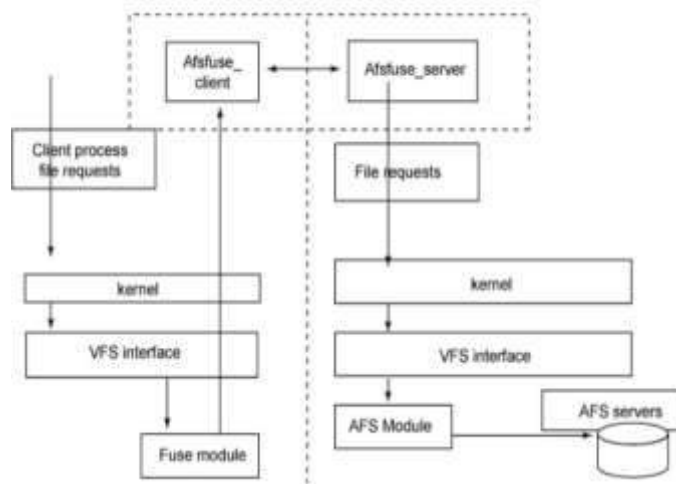 Afsfuse_
client
Afsfuse_server
Client process
file requests
File requests
kernel
kernel
VFS interface
VFS interface
Fuse module
AFS Module
AFS servers